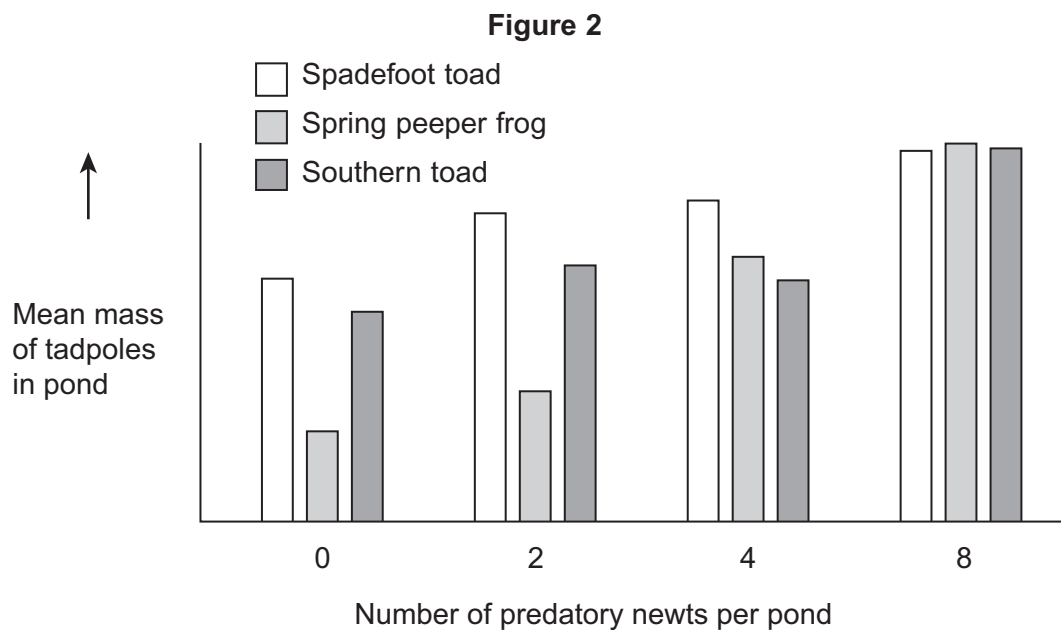 Figure 2
Spadefoot toad
Spring peeper frog
Southern toad
Mean mass
of tadpoles
in pond
0 2 4 8
Number of predatory newts per pond